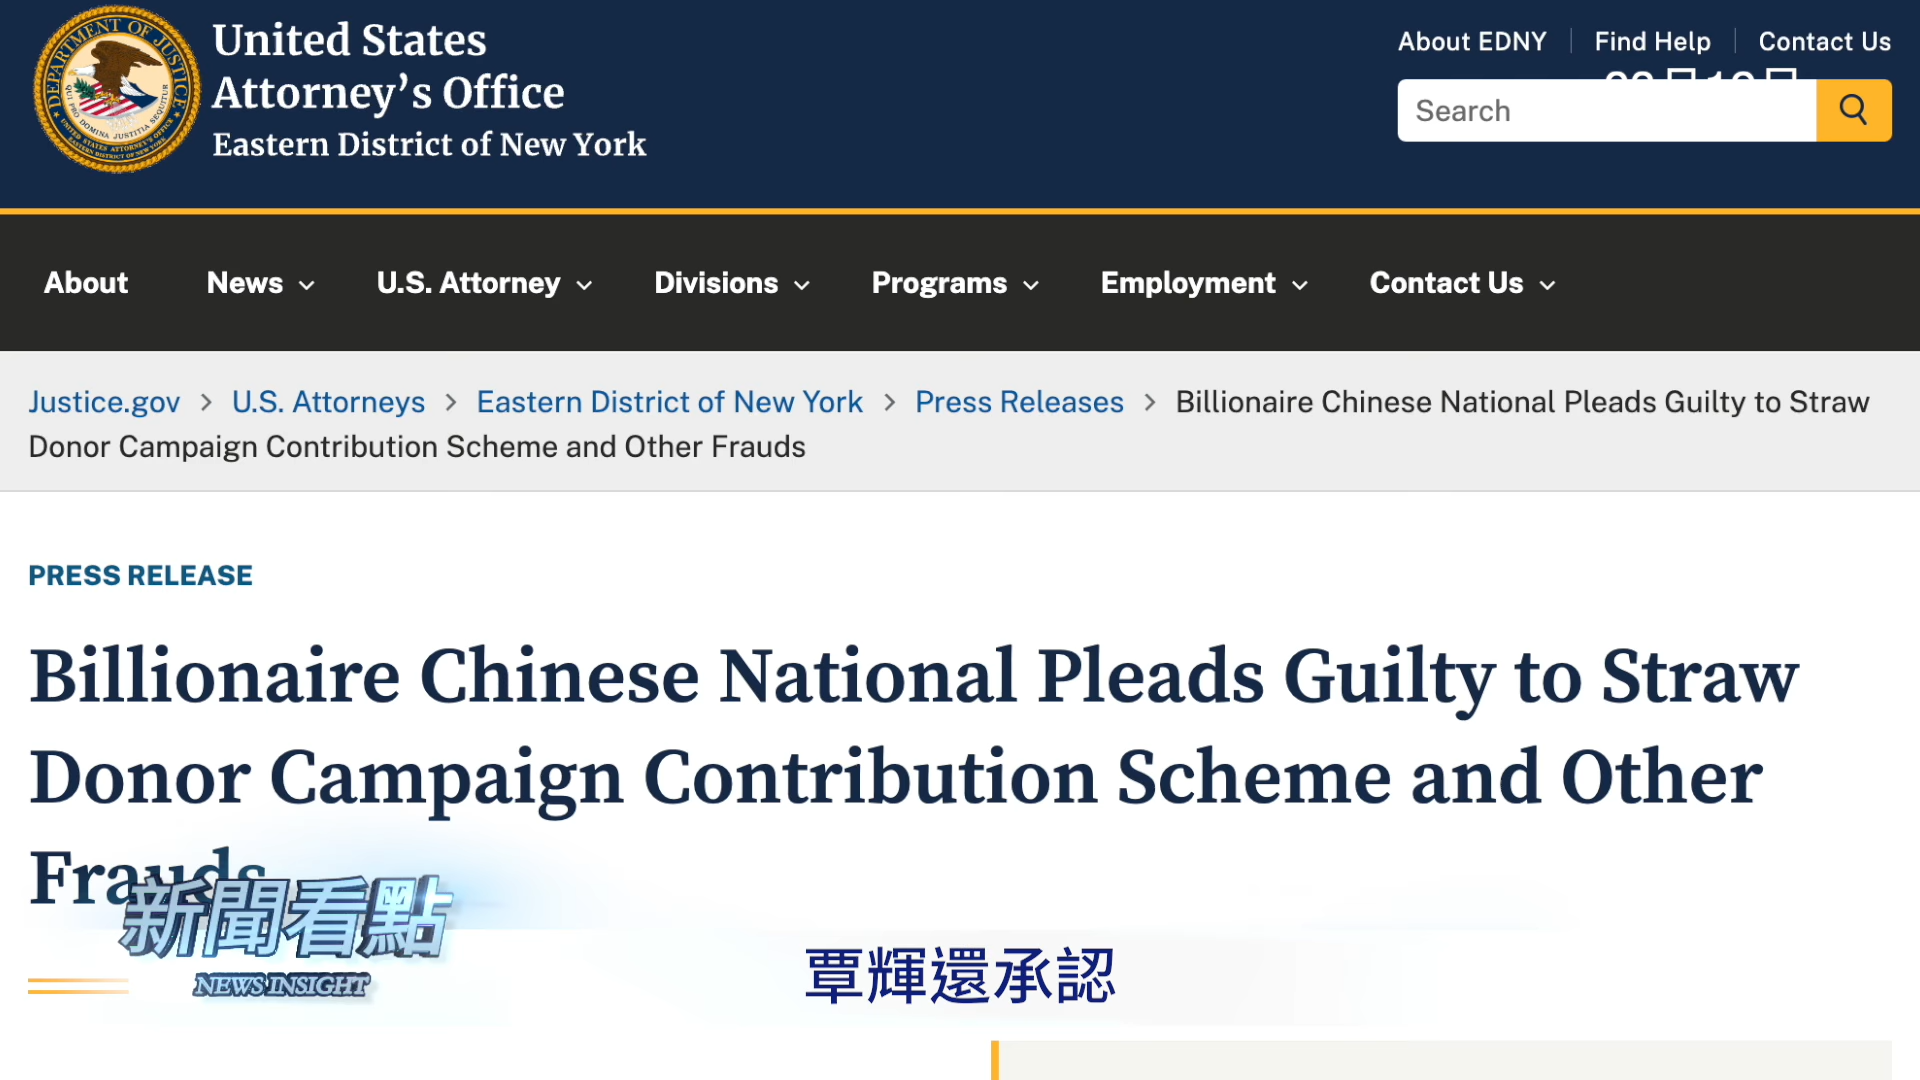 United States
Attorney's Office
Eastern District of New York
About EDNY
Find Help
Contact Us
Search
About
News
U.S. Attorney
Divisions
Programs
Employment
Contact Us
Justice.gov > U.S. Attorneys > Eastern District of New York > Press Releases > Billionaire Chinese National Pleads Guilty to Straw
Donor Campaign Contribution Scheme and Other Frauds
PRESS RELEASE
Billionaire Chinese National Pleads Guilty to Straw
Donor Campaign Contribution Scheme and Other
Frauds
新聞看點
NEWS INSIGHT
覃輝還承認